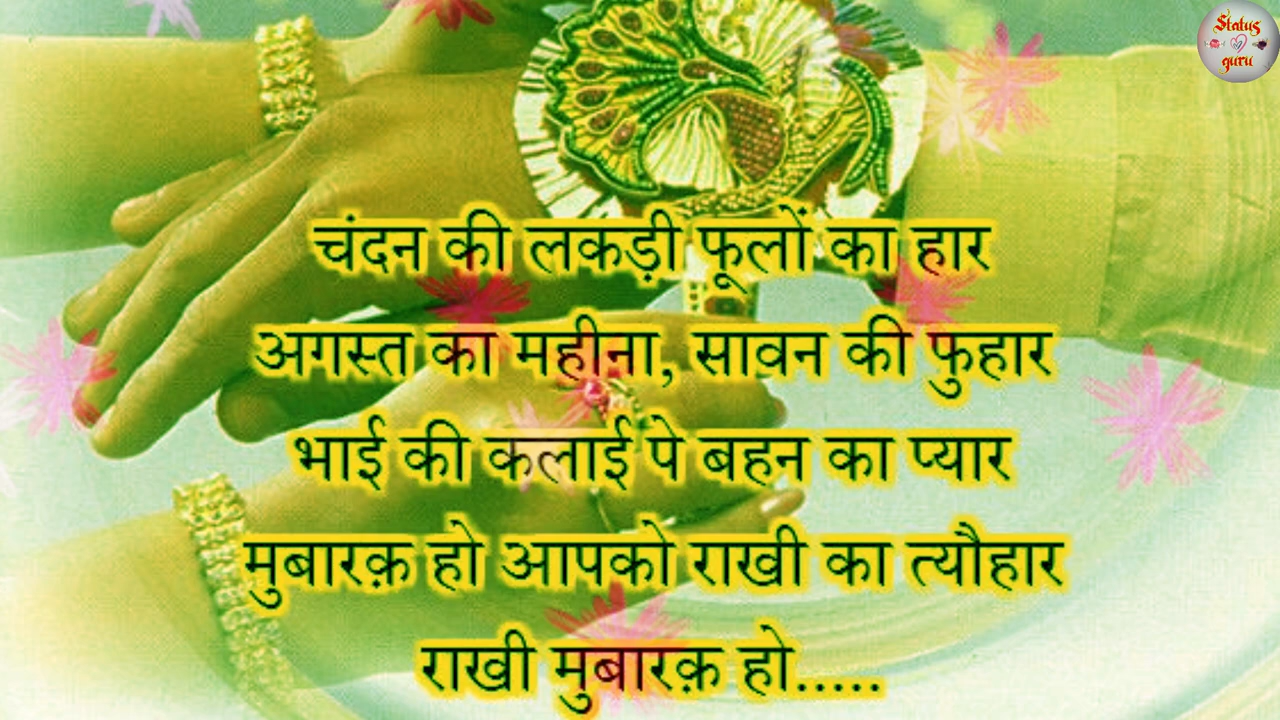 Status
guru
चंदन की लकड़ी फूलों का हार
अगस्त का महीना, सावन की फुहार
भाई की कलाई पे बहन का प्यार
मुबारक़ हो आपको राखी का त्यौहार
राखी मुबारक़ हो.....